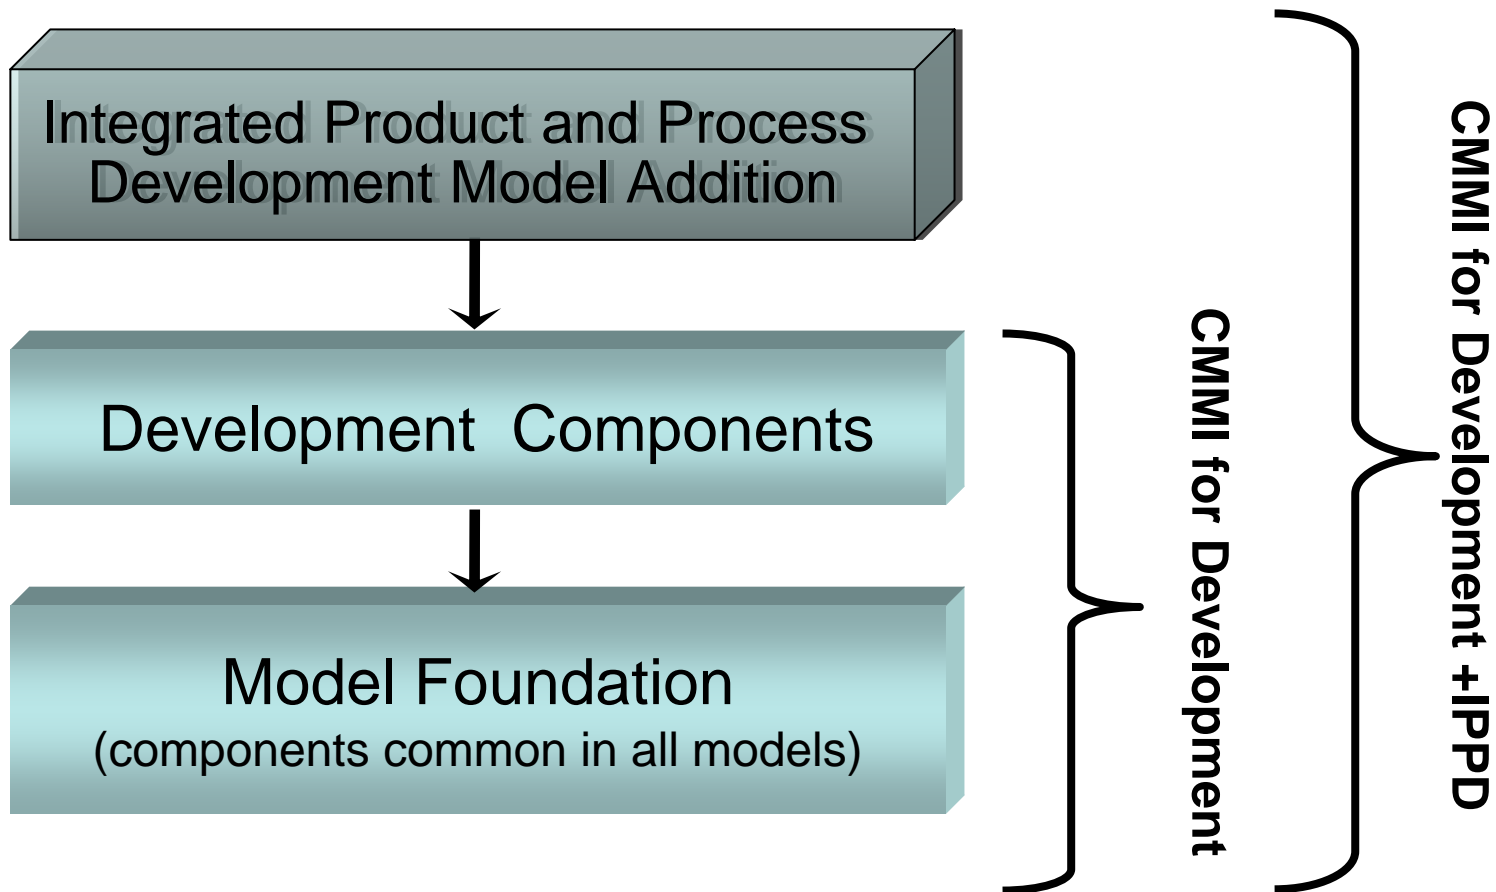 Integrated Product and Process
Development Model Addition
Development Components
Model Foundation
(components common in all models)
CMMI for Development
CMMI for Development +IPPD